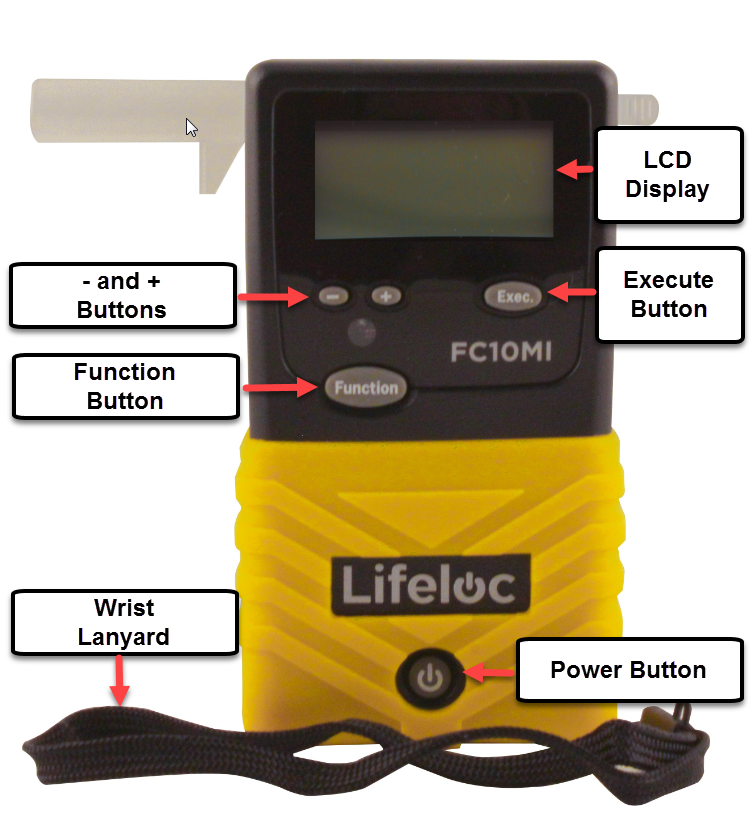 LCD
Display
- and +
Buttons
Execute
Button
- + Exec.
FC10MI
Function
Button
Function
Lifeloc
Wrist
Lanyard
Power Button